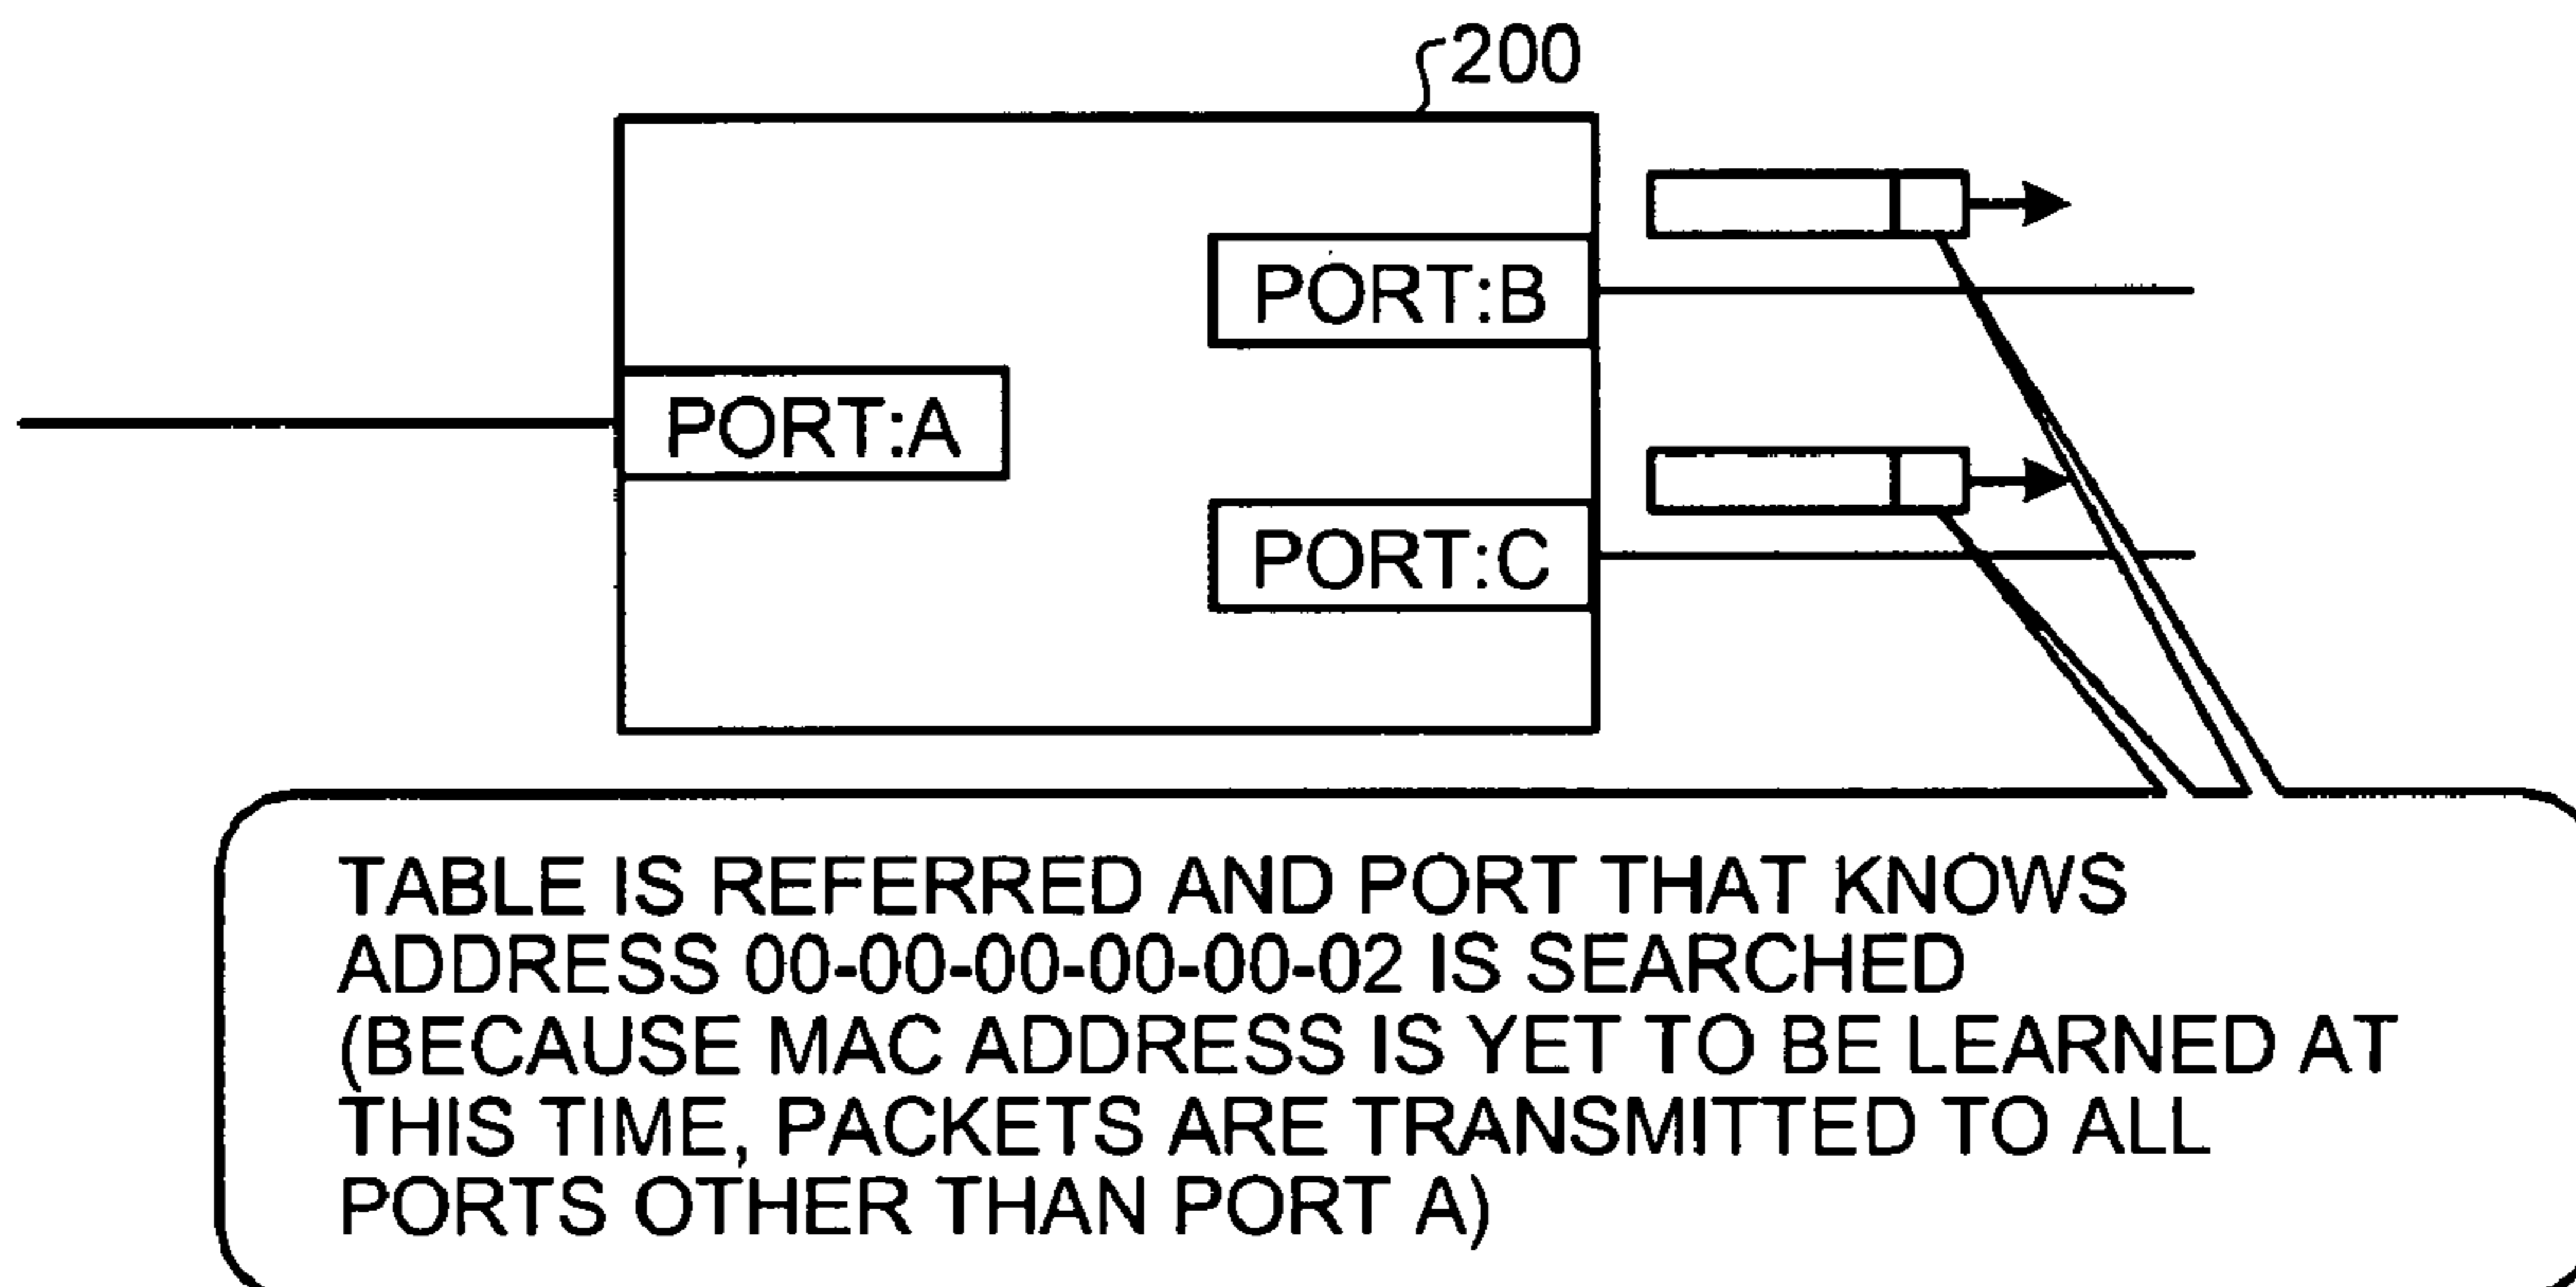 200
PORT:B
PORT:A
PORT:C
TABLE IS REFERRED AND PORT THAT KNOWS
ADDRESS 00-00-00-00-00-02 IS SEARCHED
(BECAUSE MAC ADDRESS IS YET TO BE LEARNED AT
THIS TIME, PACKETS ARE TRANSMITTED TO ALL
PORTS OTHER THAN PORT A)